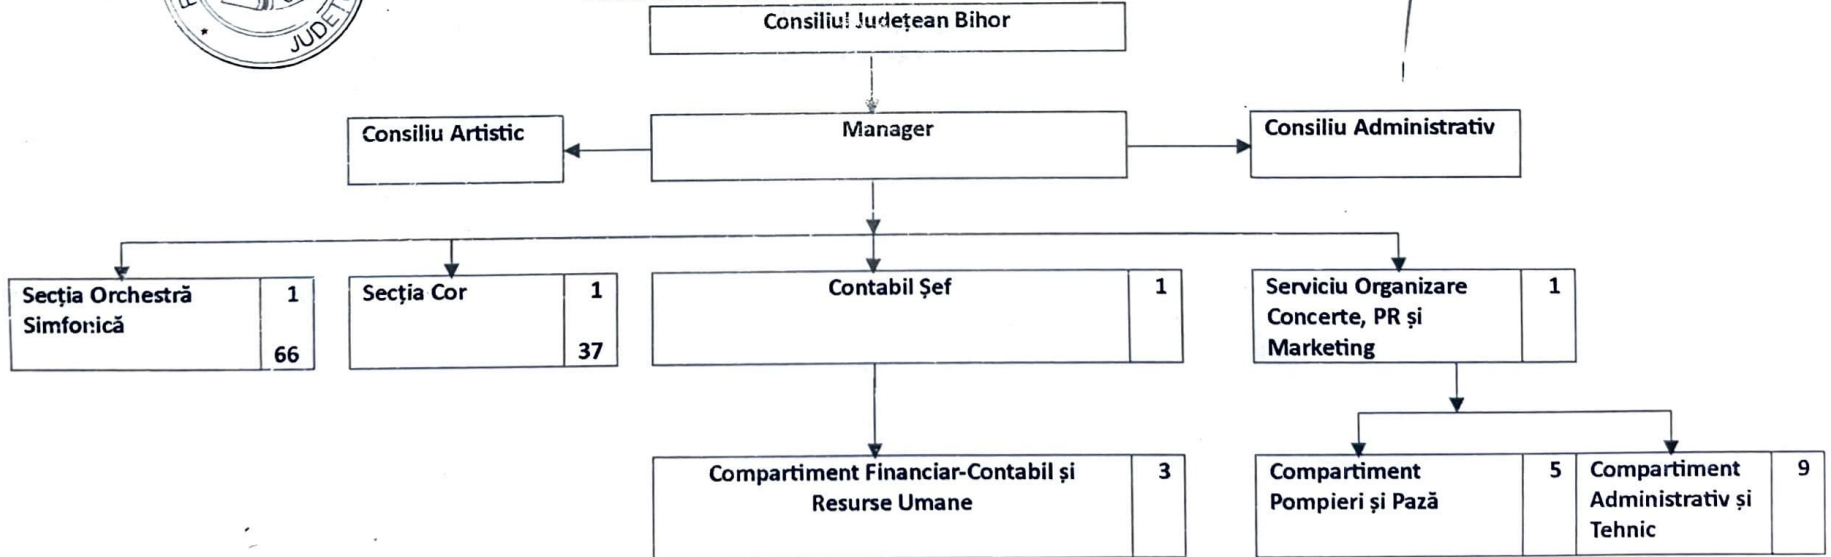 JUDEȚ
Consiliul Județean Bihor
Consiliu Artistic
Manager
Consiliu Administrativ
Secția Orchestră
Simfonică
1
66
Secția Cor
1
37
Contabil Șef
1
Serviciu Organizare
Concerte, PR și
Marketing
1
Compartiment Financiar-Contabil și
Resurse Umane
3
Compartiment
Pompieri și Pază
5
Compartiment
Administrativ și
Tehnic
9